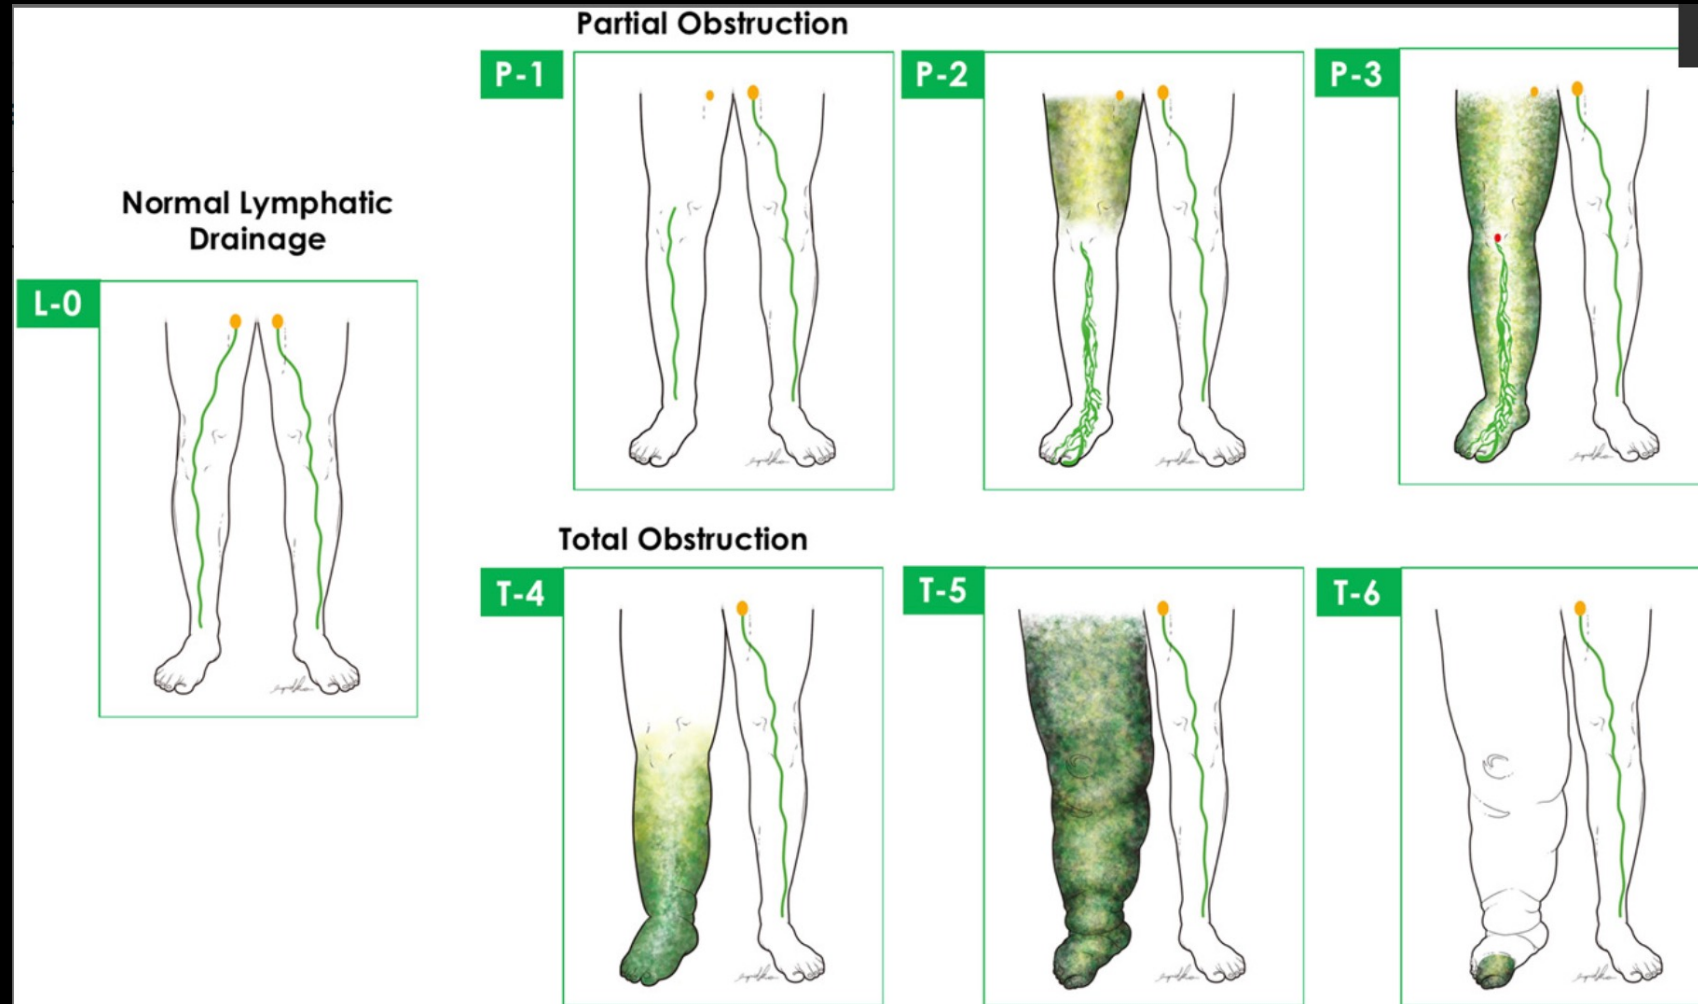 Partial Obstruction
P-1
P-2
P-3
Normal Lymphatic
Drainage
L-0
Total Obstruction
T-4
T-5
T-6